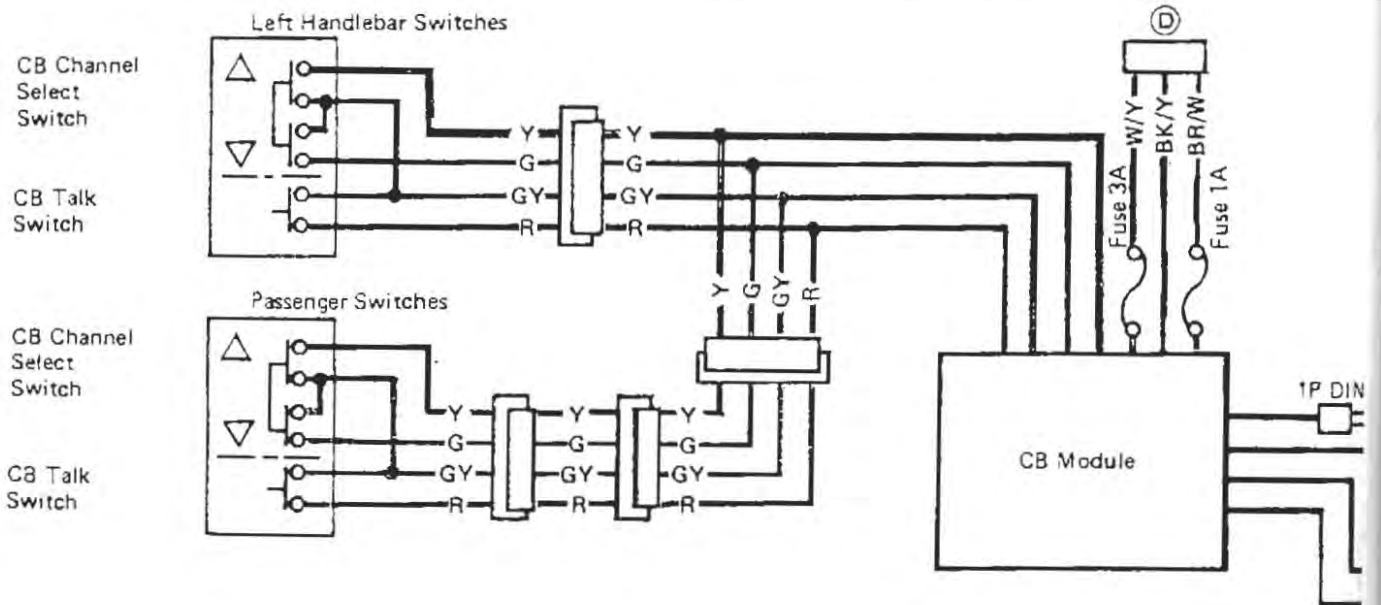 Left Handlebar Switches
CB Channel
Select
Switch
CB Talk
Switch
Y
G
GY
R
Y
G
GY
R
D
W/Y
BK/Y
BR/W
Fuse 3A
Fuse 1A
Y
G
GY
R
Passenger Switches
CB Channel
Select
Switch
CB Talk
Switch
Y
G
GY
R
Y
G
GY
R
Y
G
GY
R
CB Module
1P DIN